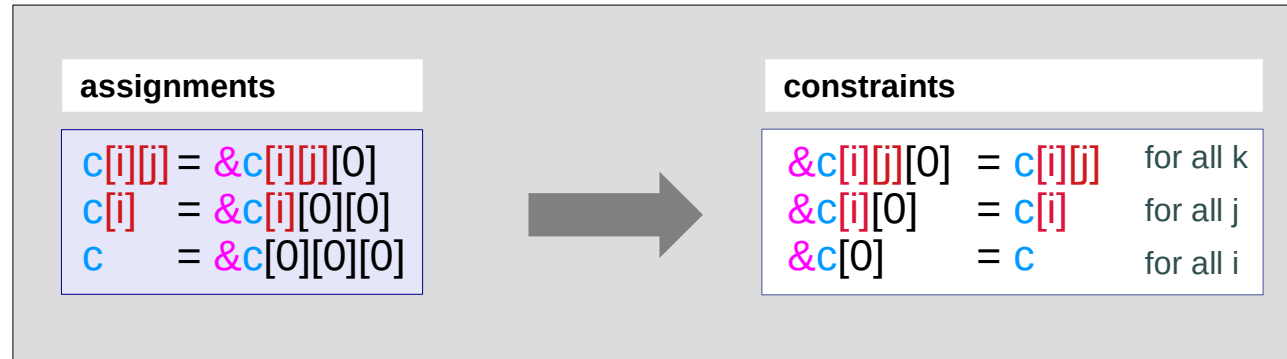 assignments
c[i][j] = &c[i][j][0]
c[i] = &c[i][0][0]
c = &c[0][0][0]
constraints
&c[i][j][0] = c[i][j] for all k
&c[i][0] = c[i] for all j
&c[0] = c for all i